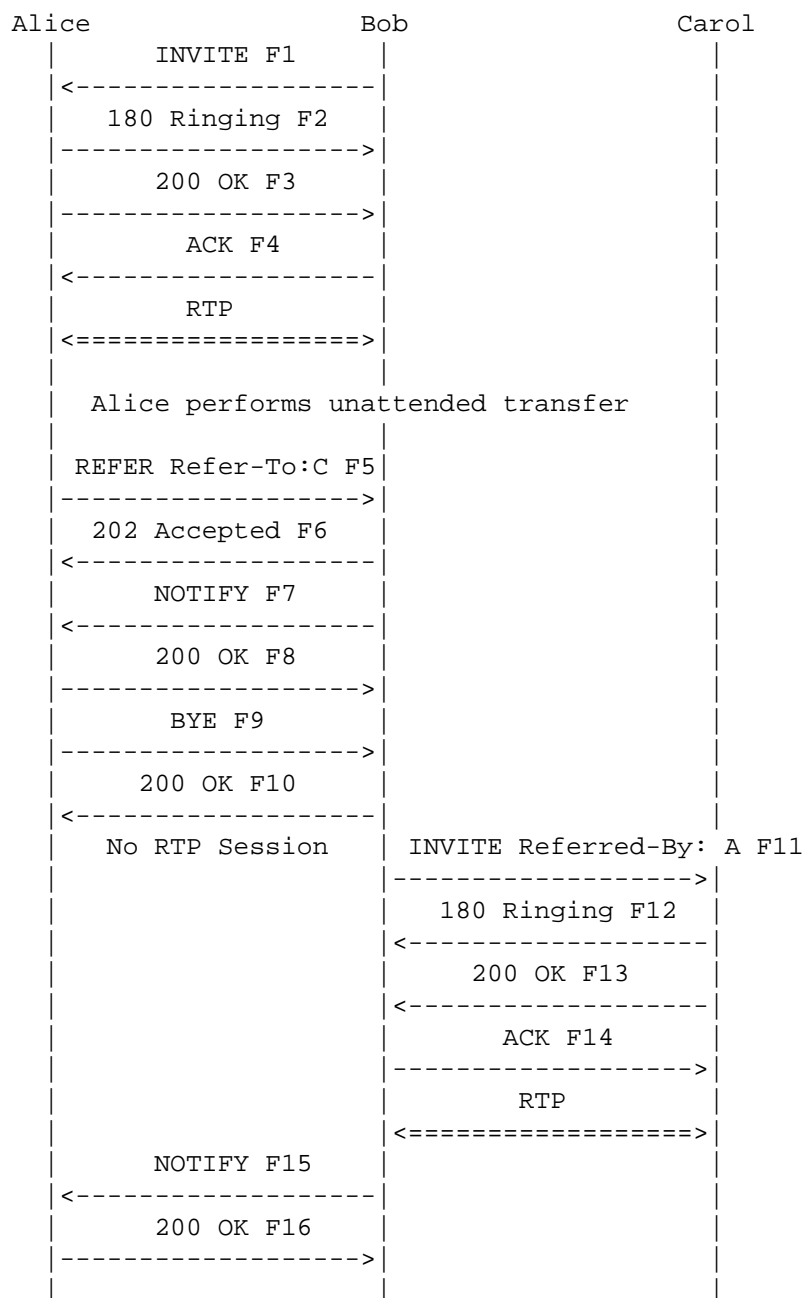 Alice Bob Carol
INVITE F1
180 Ringing F2
200 OK F3
ACK F4
RTP
Alice performs unattended transfer
REFER Refer-To:C F5
202 Accepted F6
NOTIFY F7
200 OK F8
BYE F9
200 OK F10
No RTP Session INVITE Referred-By: A F11
180 Ringing F12
200 OK F13
ACK F14
RTP
NOTIFY F15
200 OK F16